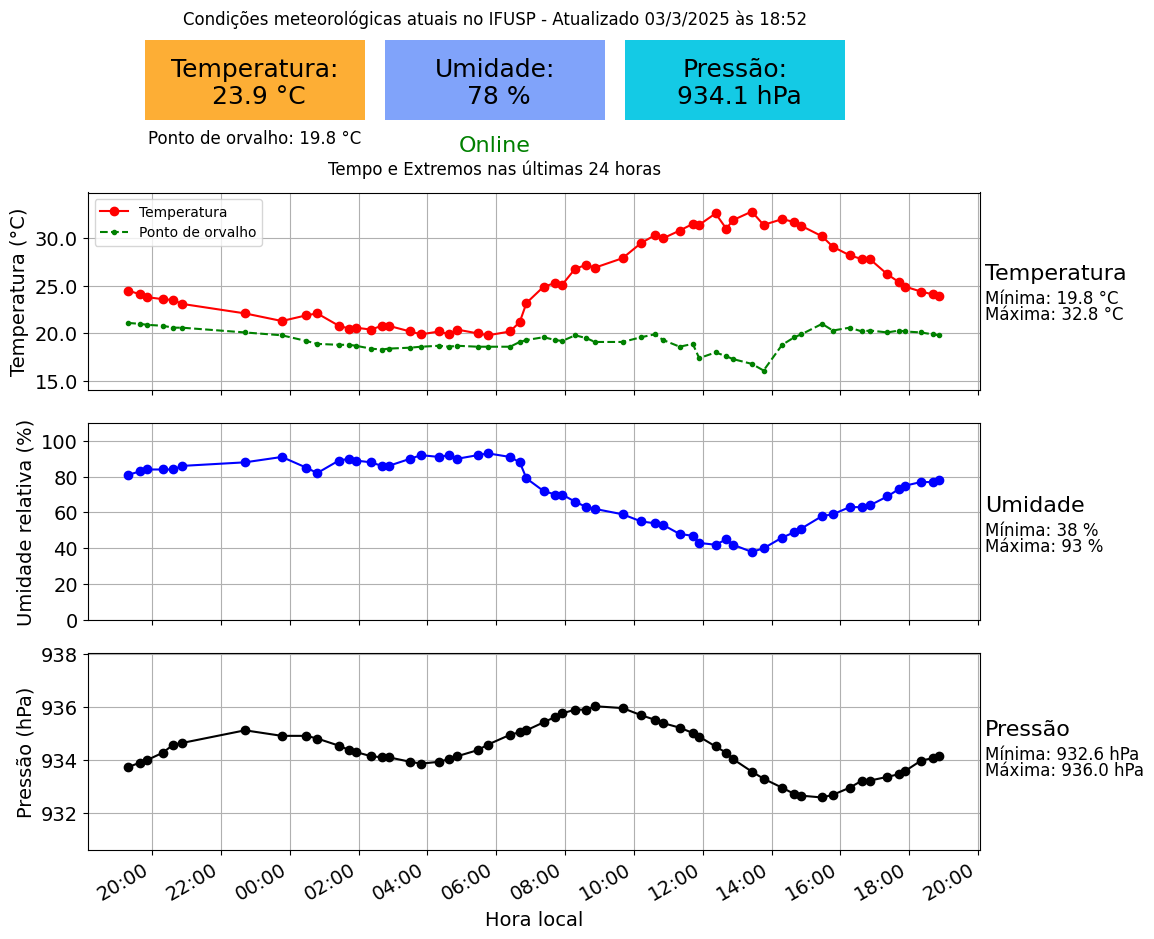 Condições meteorológicas atuais no IFUSP - Atualizado 03/3/2025 às 18:52
Temperatura:
23.9 °C
Umidade:
78 %
Pressão:
934.1 hPa
Ponto de orvalho: 19.8 °C
Online
Tempo e Extremos nas últimas 24 horas
Temperatura (°C)
30.0
25.0
20.0
15.0
Temperatura
Ponto de orvalho
Temperatura
Mínima: 19.8 °C
Máxima: 32.8 °C
Umidade relativa (%)
100
80
60
40
20
0
Umidade
Mínima: 38 %
Máxima: 93 %
Pressão (hPa)
938
936
934
932
Pressão
Mínima: 932.6 hPa
Máxima: 936.0 hPa
20:00 22:00 00:00 02:00 04:00 06:00 08:00 10:00 12:00 14:00 16:00 18:00 20:00
Hora local